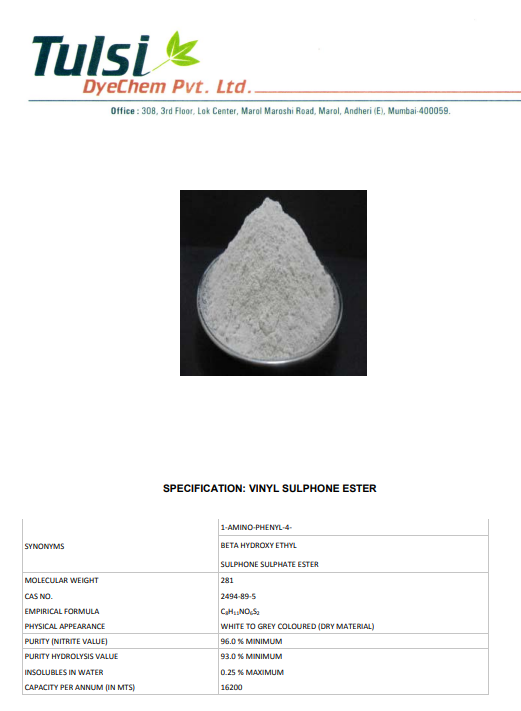 Tulsi
DyeChem Pvt. Ltd.
Office : 308, 3rd Floor, Lok Center, Marol Maroshi Road, Marol, Andheri (E), Mumbai-400059.
SPECIFICATION: VINYL SULPHONE ESTER
SYNONYMS
1-AMINO-PHENYL-4-
BETA HYDROXY ETHYL
SULPHONE SULPHATE ESTER
MOLECULAR WEIGHT 281
CAS NO. 2494-89-5
EMPIRICAL FORMULA C₈H₁₁NO₆S₂
PHYSICAL APPEARANCE WHITE TO GREY COLOURED (DRY MATERIAL)
PURITY (NITRITE VALUE) 96.0 % MINIMUM
PURITY HYDROLYSIS VALUE 93.0 % MINIMUM
INSOLUBLES IN WATER 0.25 % MAXIMUM
CAPACITY PER ANNUM (IN MTS) 16200